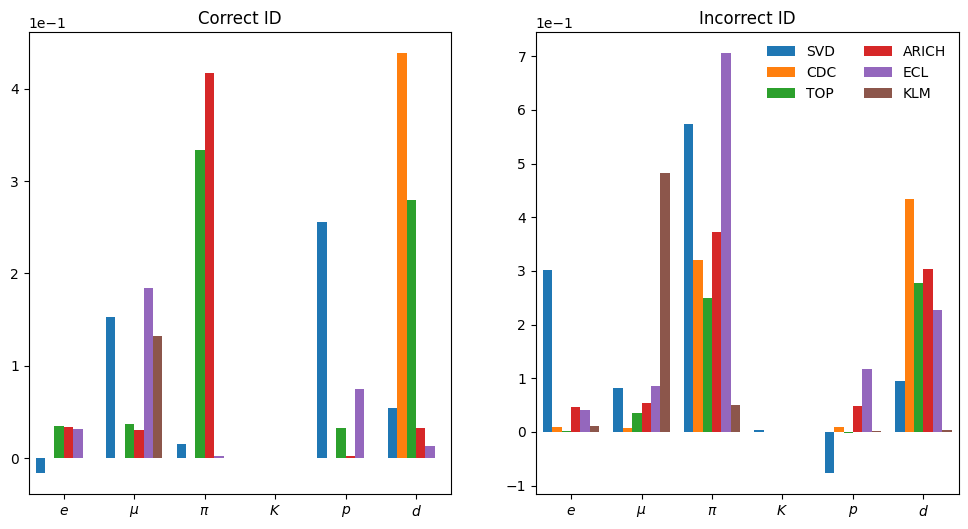 Correct ID
1e−1
4
3
2
1
0
e μ π K p d
Incorrect ID
1e−1
7
6
5
4
3
2
1
0
−1
SVD ARICH
CDC ECL
TOP KLM
e μ π K p d